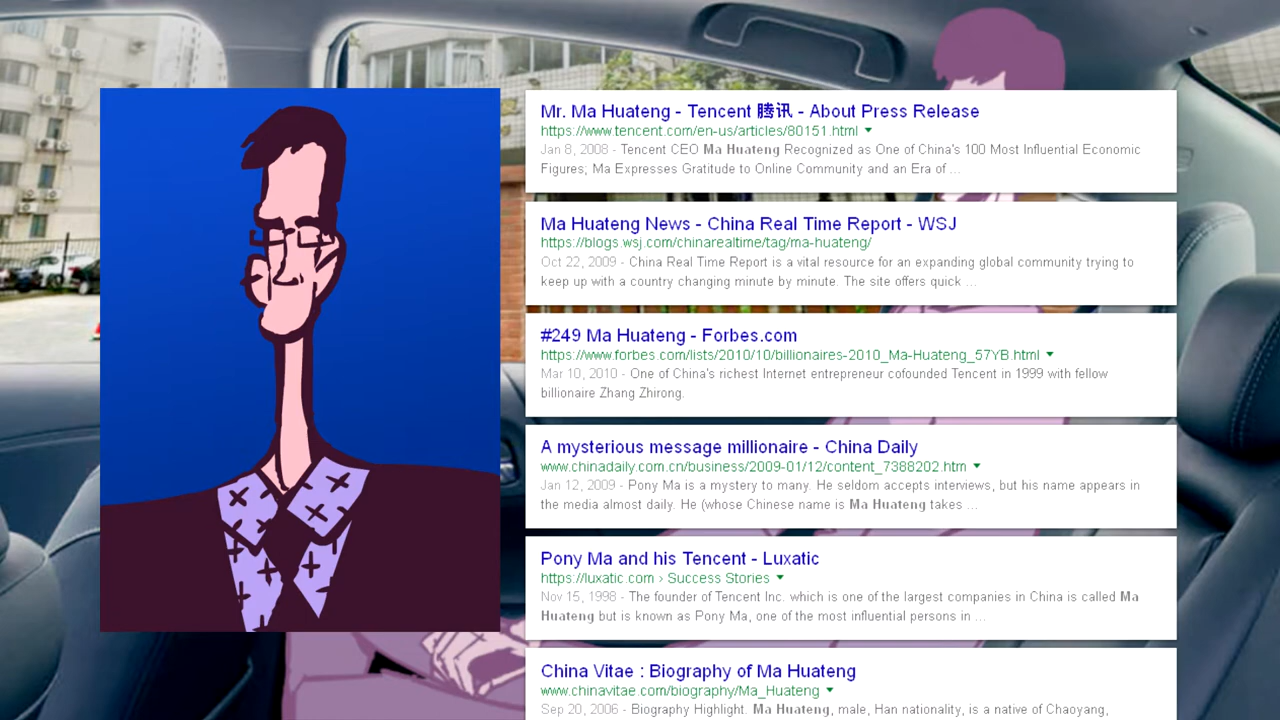 Mr. Ma Huateng - Tencent 腾讯 - About Press Release
https://www.tencent.com/en-us/articles/80151.html
Jan 8, 2008 - Tencent CEO Ma Huateng Recognized as One of China's 100 Most Influential Economic
Figures; Ma Expresses Gratitude to Online Community and an Era of ...
Ma Huateng News - China Real Time Report - WSJ
https://blogs.wsj.com/chinarealtime/tag/ma-huateng/
Oct 22, 2009 - China Real Time Report is a vital resource for an expanding global community trying to
keep up with a country changing minute by minute. The site offers quick ...
#249 Ma Huateng - Forbes.com
https://www.forbes.com/lists/2010/10/billionaires-2010_Ma-Huateng_57YB.html
Mar 10, 2010 - One of China's richest Internet entrepreneur cofounded Tencent in 1999 with fellow
billionaire Zhang Zhirong.
A mysterious message millionaire - China Daily
www.chinadaily.com.cn/business/2009-01/12/content_7388202.htm
Jan 12, 2009 - Pony Ma is a mystery to many. He seldom accepts interviews, but his name appears in
the media almost daily. He (whose Chinese name is Ma Huateng takes ...
Pony Ma and his Tencent - Luxatic
https://luxatic.com › Success Stories
Nov 15, 1998 - The founder of Tencent Inc. which is one of the largest companies in China is called Ma
Huateng but is known as Pony Ma, one of the most influential persons in ...
China Vitae : Biography of Ma Huateng
www.chinavitae.com/biography/Ma_Huateng
Sep 20, 2006 - Biography Highlight. Ma Huateng, male, Han nationality, is a native of Chaoyang,